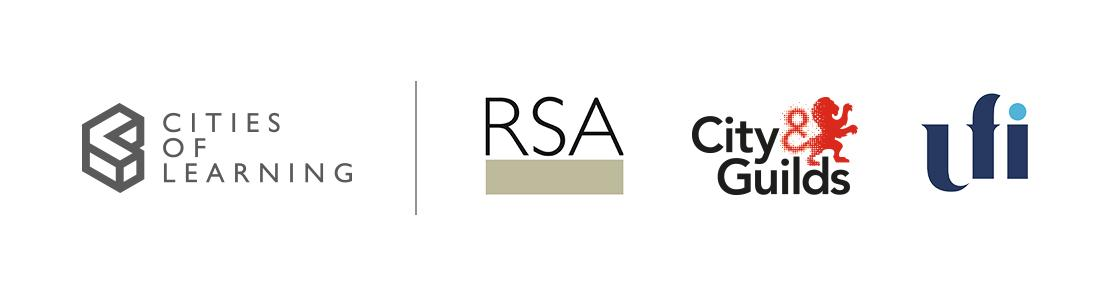 CITIES
OF
LEARNING
RSA
City &
Guilds
ufi